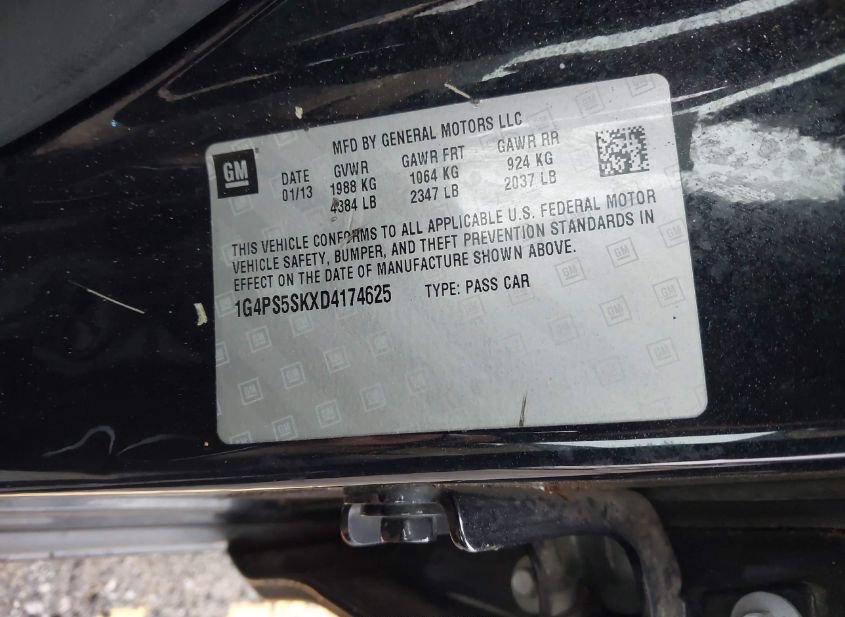 MFD BY GENERAL MOTORS LLC
GM
DATE GVWR GAWR FRT GAWR RR
01/13 1988 KG 1064 KG 924 KG
4384 LB 2347 LB 2037 LB
THIS VEHICLE CONFORMS TO ALL APPLICABLE U.S. FEDERAL MOTOR
VEHICLE SAFETY, BUMPER, AND THEFT PREVENTION STANDARDS IN
EFFECT ON THE DATE OF MANUFACTURE SHOWN ABOVE.
1G4PS5SKXD4174625 TYPE: PASS CAR